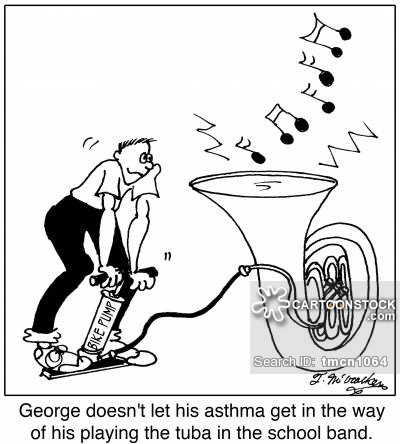 BIKE PUMP
CARTOONSTOCK
.com
Search ID: tmcn1064
George doesn't let his asthma get in the way
of his playing the tuba in the school band.